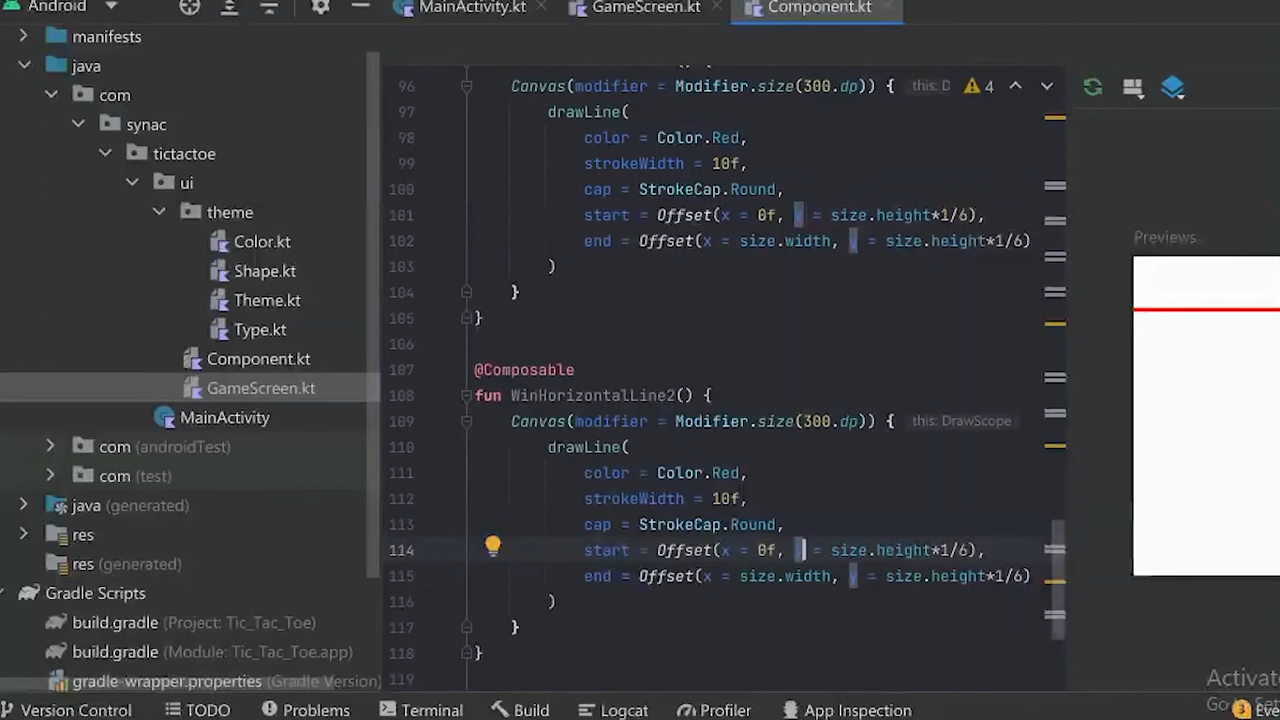 Android
MainActivity.kt
GameScreen.kt
Component.kt
manifests
java
com
synac
tictactoe
ui
theme
Color.kt
Shape.kt
Theme.kt
Type.kt
Component.kt
GameScreen.kt
MainActivity
com (androidTest)
com (test)
java (generated)
res
res (generated)
Gradle Scripts
build.gradle (Project: Tic_Tac_Toe)
build.gradle (Module: Tic_Tac_Toe.app)
gradle-wrapper.properties (Gradle Version)
96 Canvas(modifier = Modifier.size(300.dp)) { this: D 4
97 drawLine(
98 color = Color.Red,
99 strokeWidth = 10f,
100 cap = StrokeCap.Round,
101 start = Offset(x = 0f, y = size.height*1/6),
102 end = Offset(x = size.width, y = size.height*1/6)
103 )
104 }
105 }
106
107 @Composable
108 fun WinHorizontalLine2() {
109 Canvas(modifier = Modifier.size(300.dp)) { this: DrawScope
110 drawLine(
111 color = Color.Red,
112 strokeWidth = 10f,
113 cap = StrokeCap.Round,
114 start = Offset(x = 0f, y = size.height*1/6),
115 end = Offset(x = size.width, y = size.height*1/6)
116 )
117 }
118 }
119
Previews
Activate
Version Control
TODO
Problems
Terminal
Build
Logcat
Profiler
App Inspection